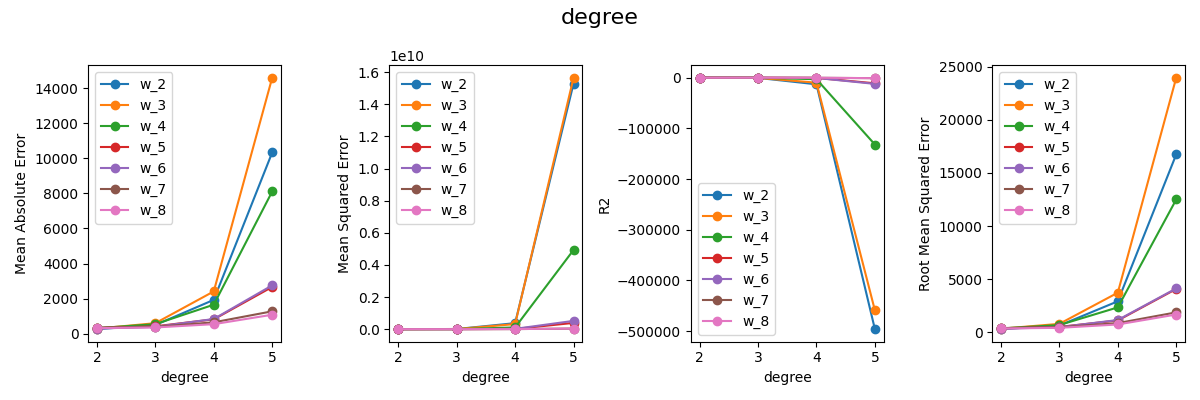 degree
Mean Absolute Error
14000
12000
10000
8000
6000
4000
2000
0
w_2
w_3
w_4
w_5
w_6
w_7
w_8
2 3 4 5
degree
1e10
Mean Squared Error
1.6
1.4
1.2
1.0
0.8
0.6
0.4
0.2
0.0
w_2
w_3
w_4
w_5
w_6
w_7
w_8
2 3 4 5
degree
R2
0
−100000
−200000
−300000
−400000
−500000
w_2
w_3
w_4
w_5
w_6
w_7
w_8
2 3 4 5
degree
Root Mean Squared Error
25000
20000
15000
10000
5000
0
w_2
w_3
w_4
w_5
w_6
w_7
w_8
2 3 4 5
degree